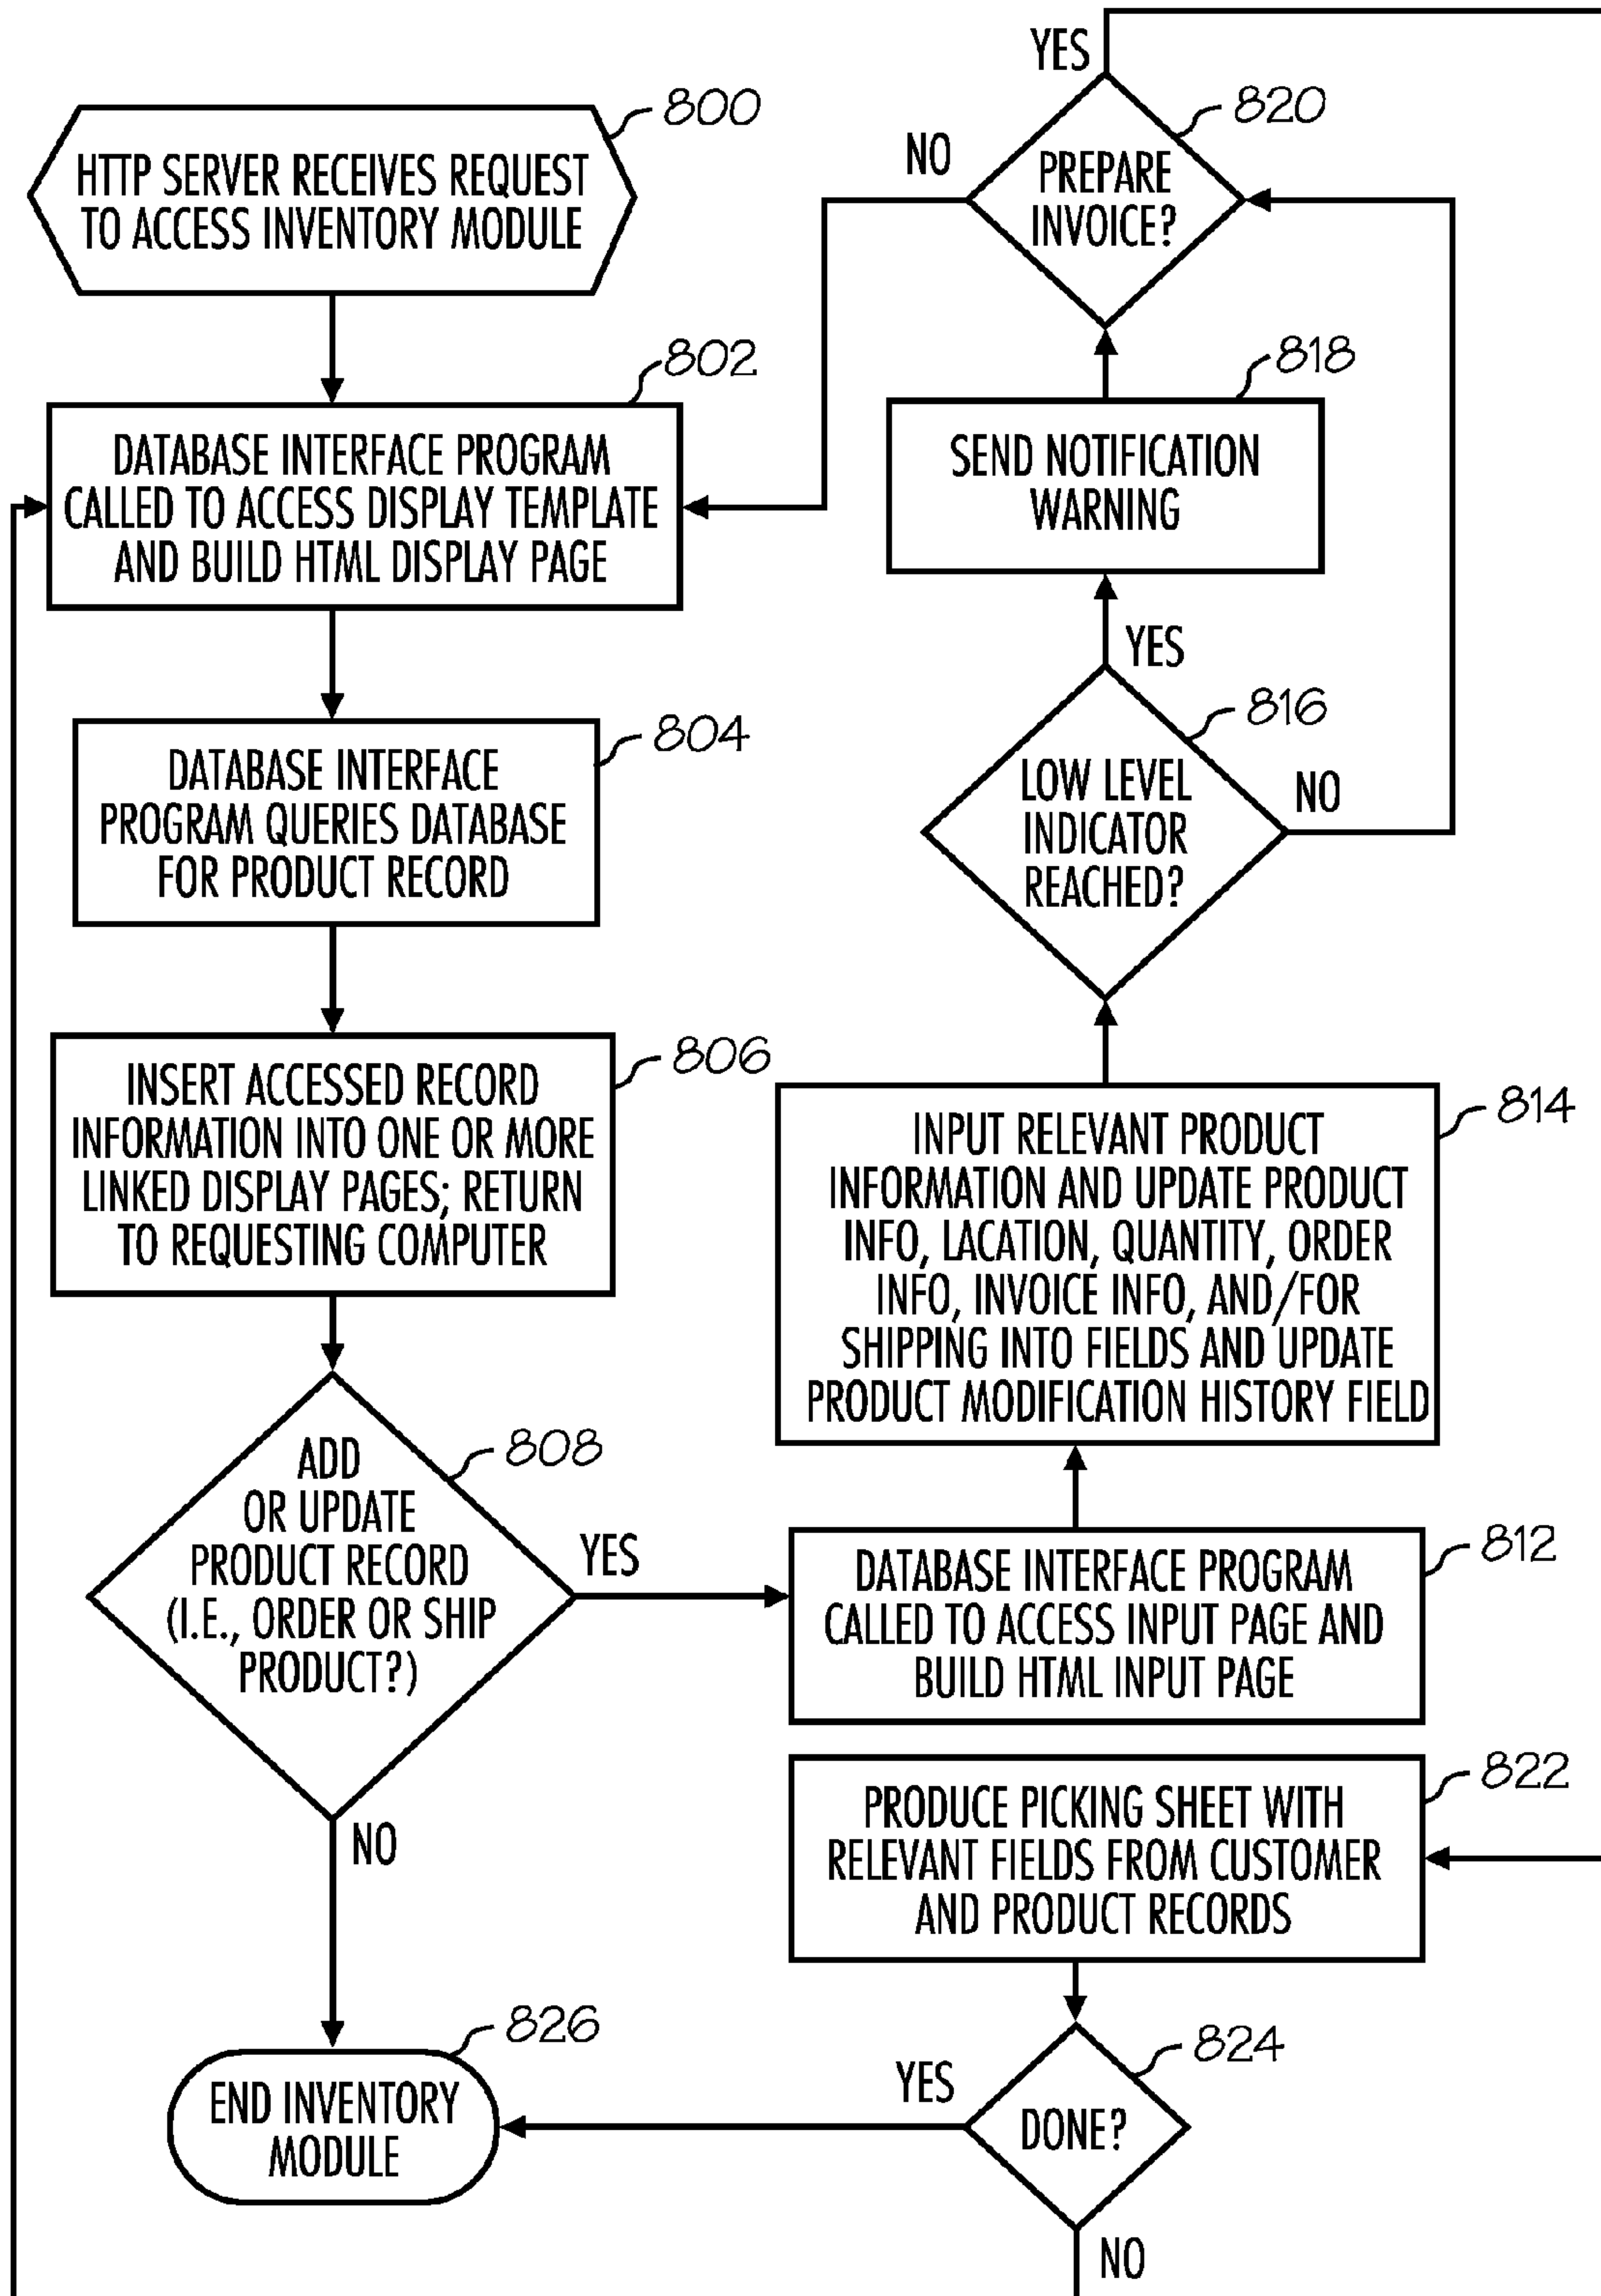 800
HTTP SERVER RECEIVES REQUEST
TO ACCESS INVENTORY MODULE
802
DATABASE INTERFACE PROGRAM
CALLED TO ACCESS DISPLAY TEMPLATE
AND BUILD HTML DISPLAY PAGE
804
DATABASE INTERFACE
PROGRAM QUERIES DATABASE
FOR PRODUCT RECORD
806
INSERT ACCESSED RECORD
INFORMATION INTO ONE OR MORE
LINKED DISPLAY PAGES; RETURN
TO REQUESTING COMPUTER
808
ADD
OR UPDATE
PRODUCT RECORD
(I.E., ORDER OR SHIP
PRODUCT?)
YES
NO
812
DATABASE INTERFACE PROGRAM
CALLED TO ACCESS INPUT PAGE AND
BUILD HTML INPUT PAGE
814
INPUT RELEVANT PRODUCT
INFORMATION AND UPDATE PRODUCT
INFO, LACATION, QUANTITY, ORDER
INFO, INVOICE INFO, AND/FOR
SHIPPING INTO FIELDS AND UPDATE
PRODUCT MODIFICATION HISTORY FIELD
816
LOW LEVEL
INDICATOR
REACHED?
YES
NO
818
SEND NOTIFICATION
WARNING
820
PREPARE
INVOICE?
YES
NO
822
PRODUCE PICKING SHEET WITH
RELEVANT FIELDS FROM CUSTOMER
AND PRODUCT RECORDS
824
DONE?
YES
NO
826
END INVENTORY
MODULE